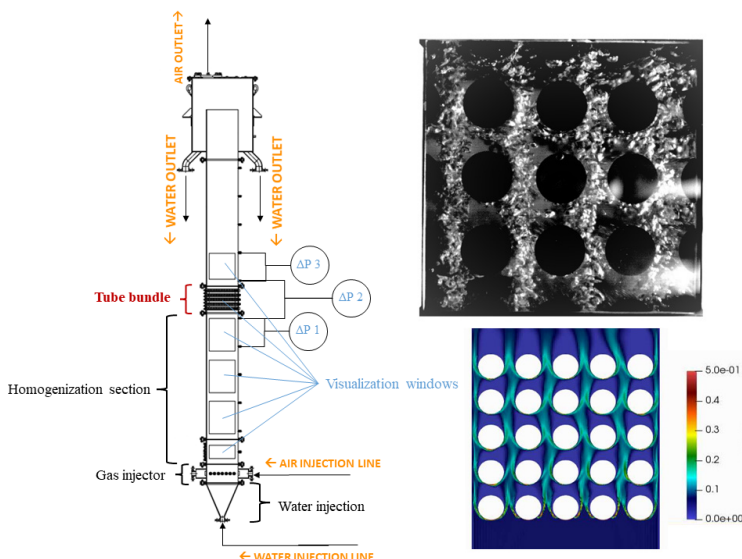 AIR OUTLET→
← WATER OUTLET
← WATER OUTLET
ΔP 3
Tube bundle
ΔP 2
ΔP 1
Homogenization section
Visualization windows
Gas injector
← AIR INJECTION LINE
Water injection
← WATER INJECTION LINE
5.0e-01
0.4
0.3
0.2
0.1
0.0e+00